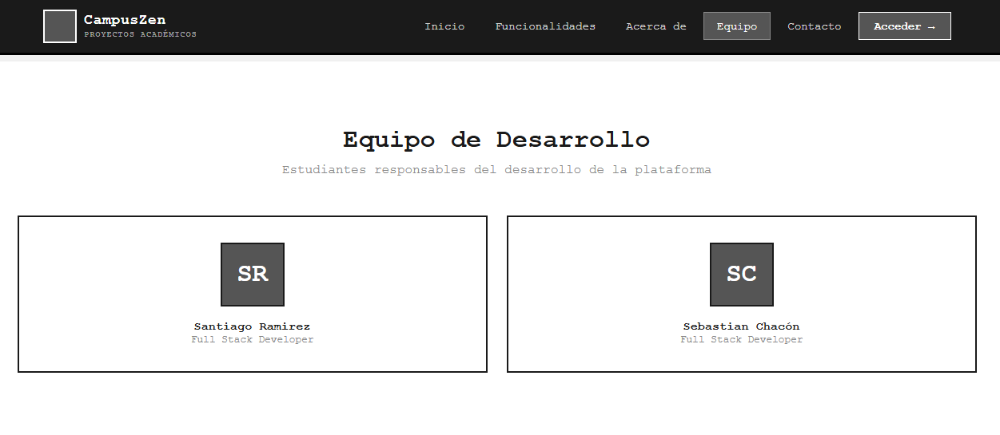 CampusZen
PROYECTOS ACADÉMICOS
Inicio Funcionalidades Acerca de Equipo Contacto Acceder →
Equipo de Desarrollo
Estudiantes responsables del desarrollo de la plataforma
SR
Santiago Ramirez
Full Stack Developer
SC
Sebastian Chacón
Full Stack Developer